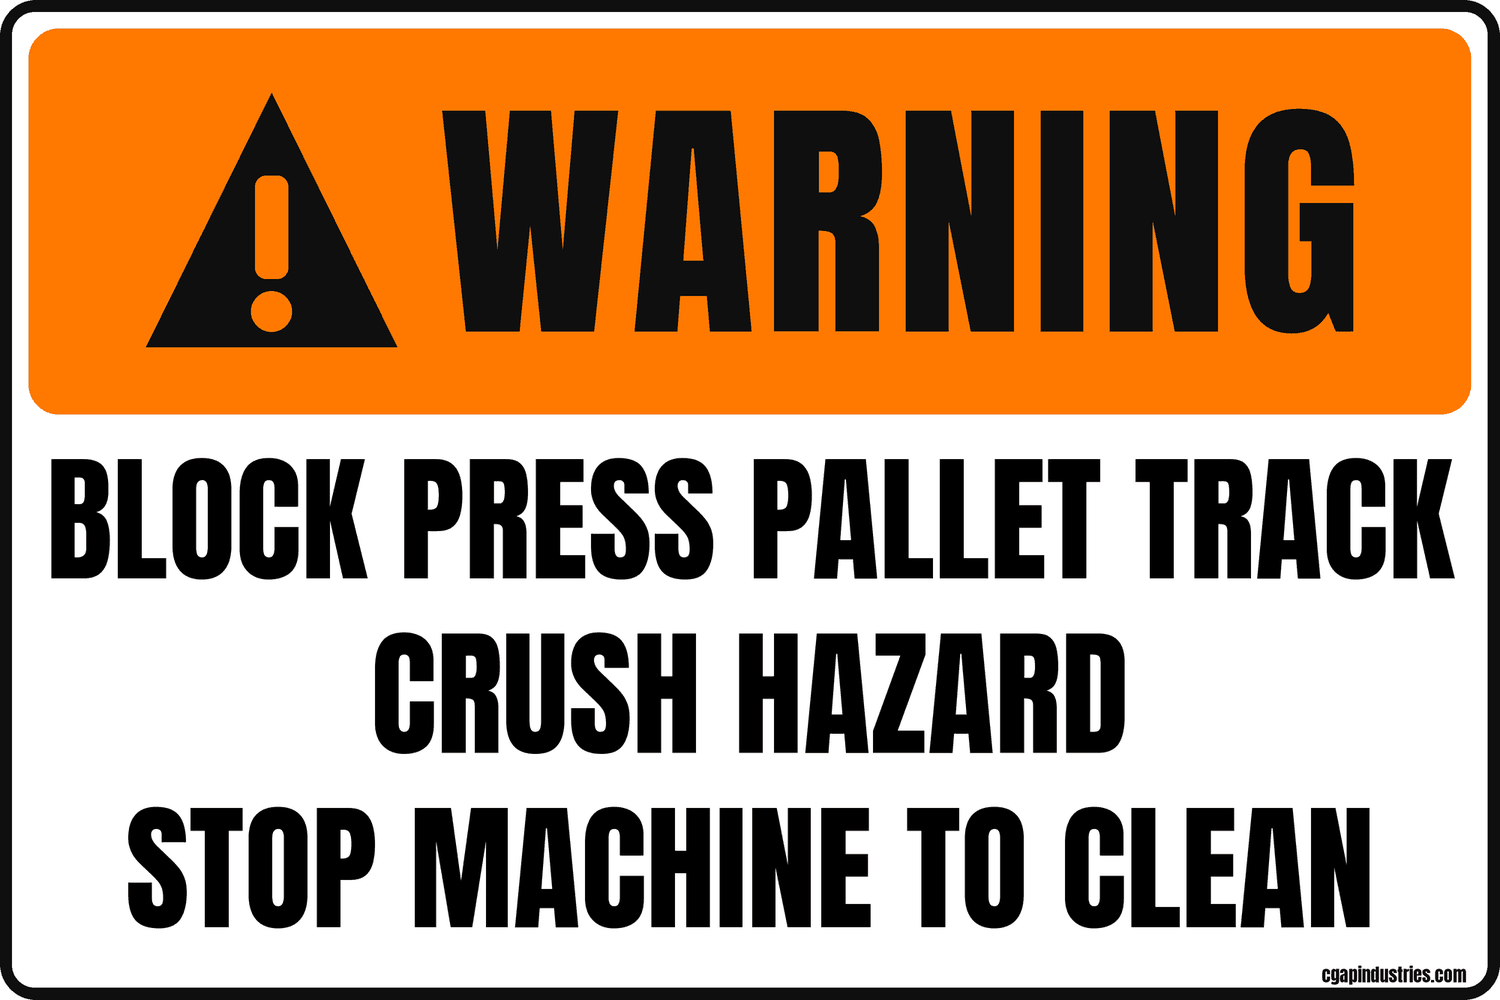 WARNING
BLOCK PRESS PALLET TRACK
CRUSH HAZARD
STOP MACHINE TO CLEAN
cgapindustries.com